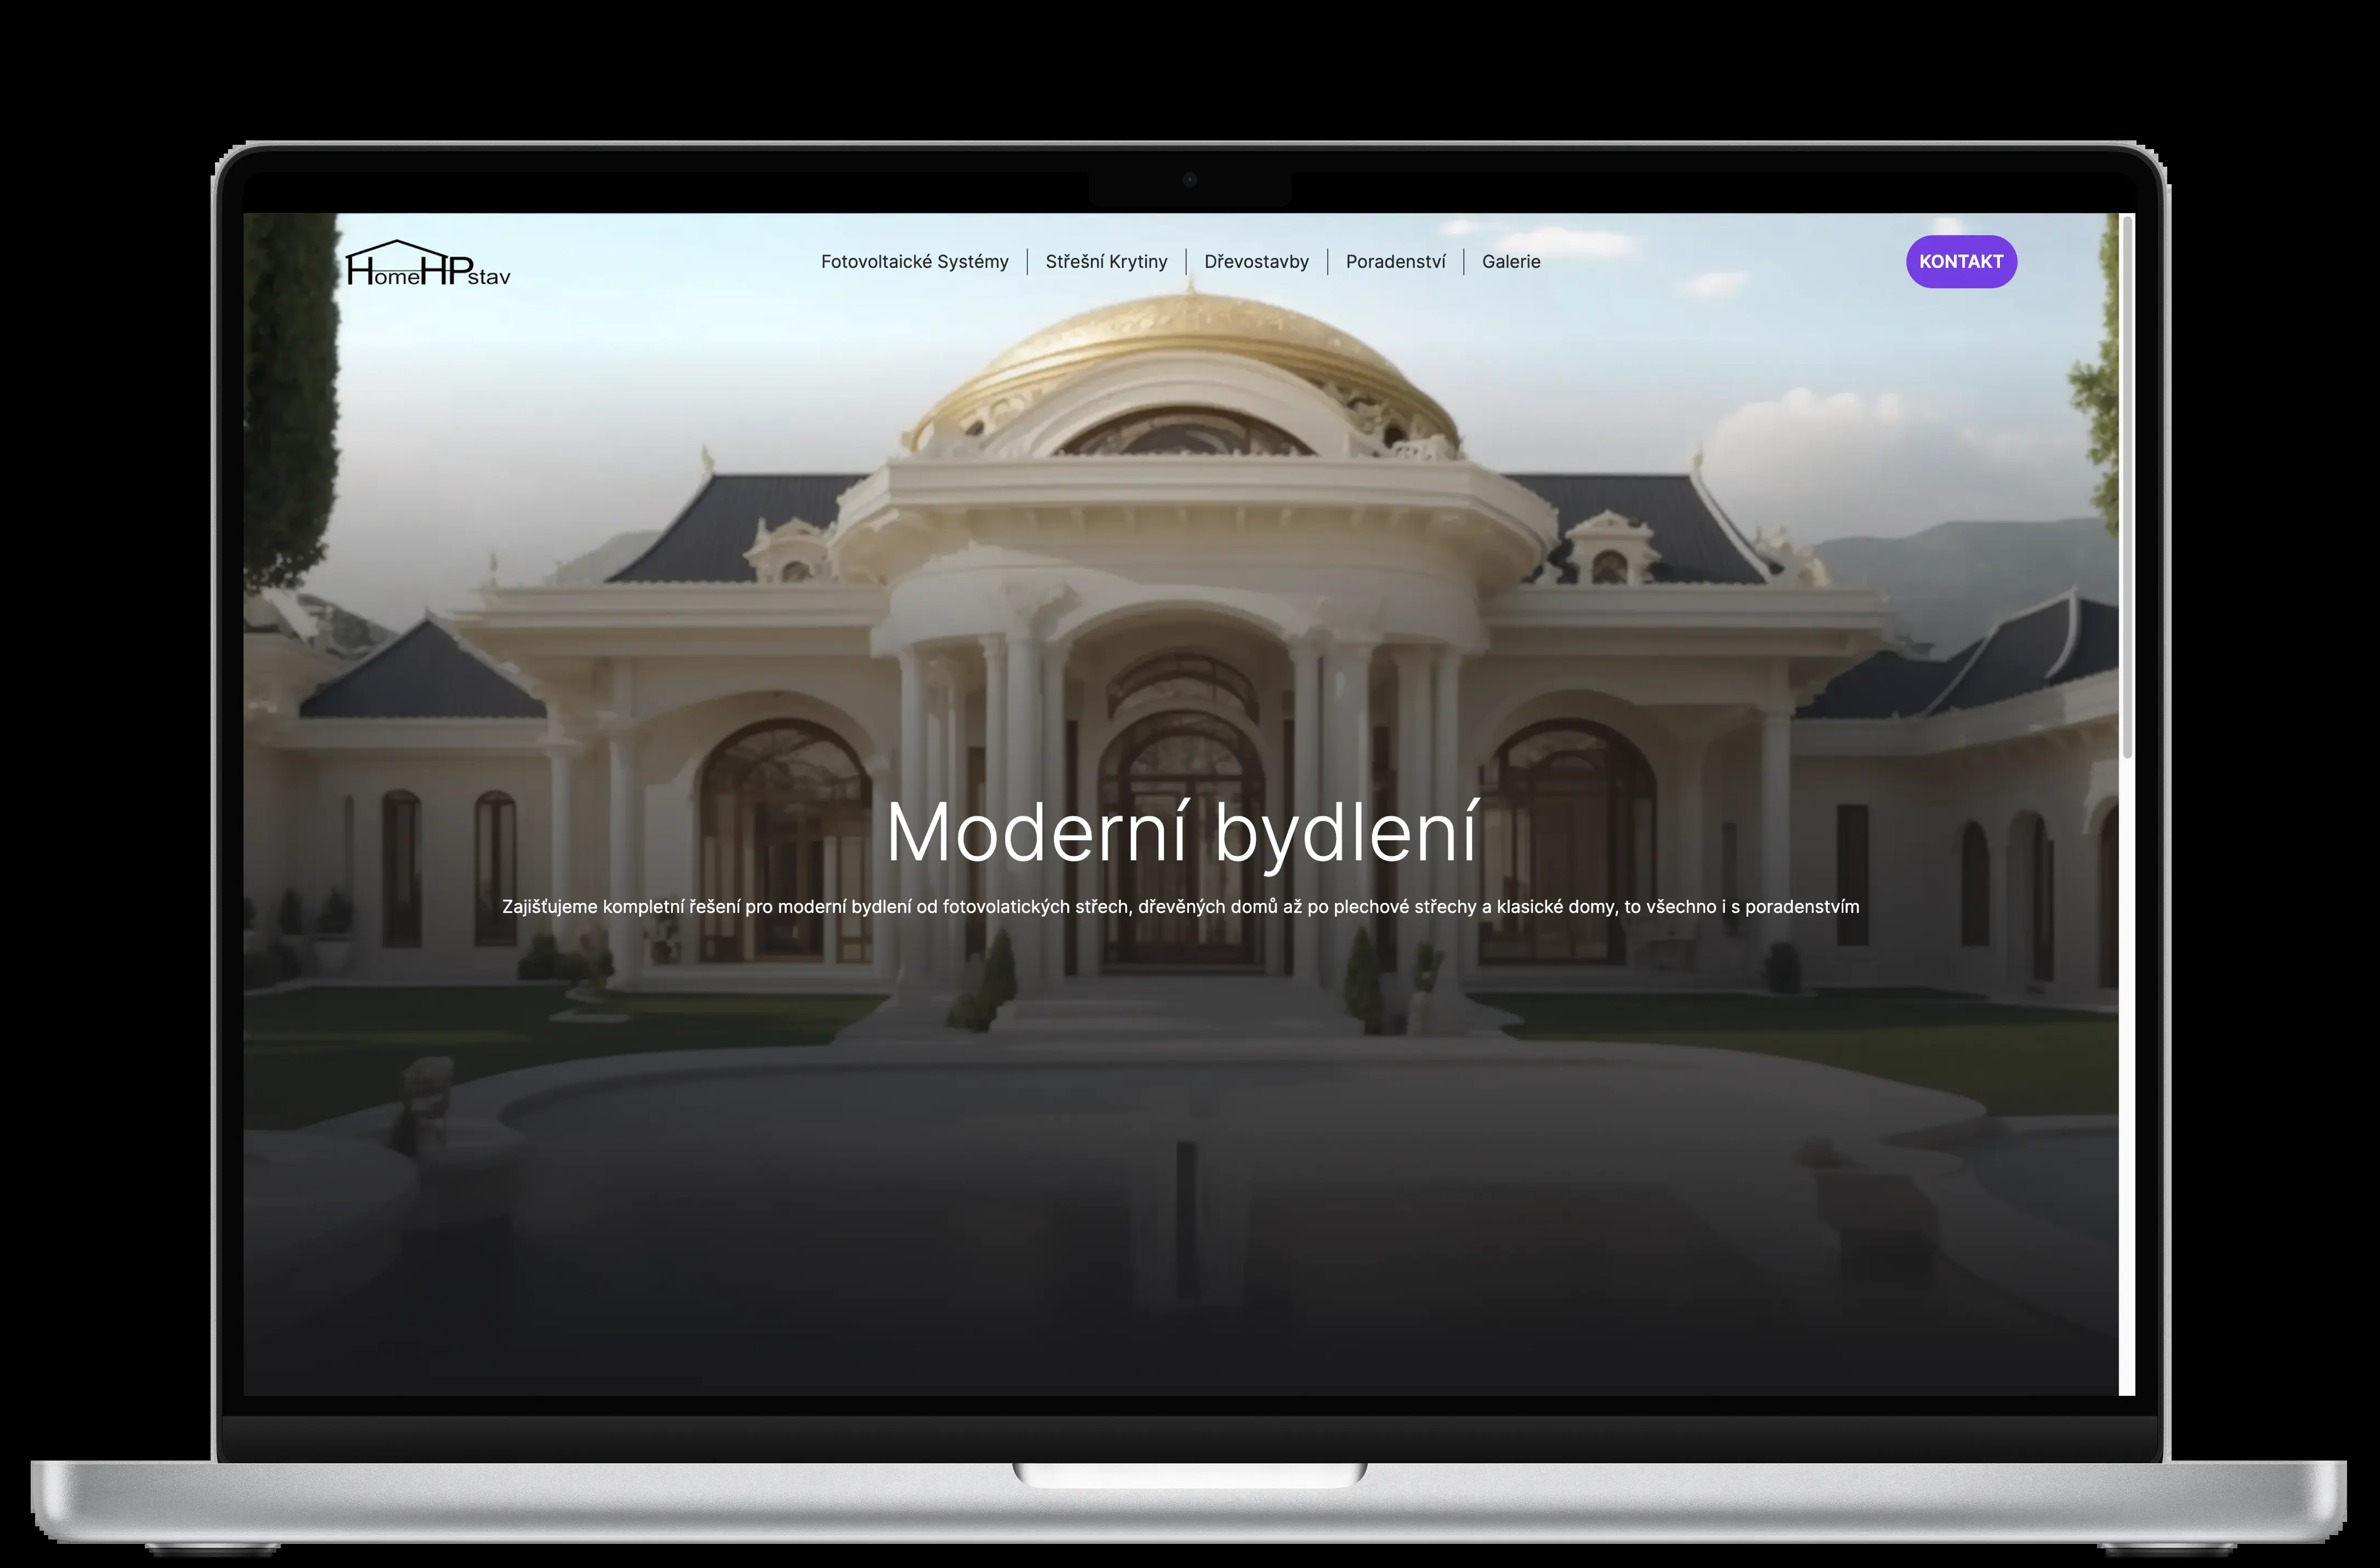 HomeHPstav
Fotovoltaické Systémy
Střešní Krytiny
Dřevostavby
Poradenství
Galerie
KONTAKT
Moderní bydlení
Zajišťujeme kompletní řešení pro moderní bydlení od fotovolatických střech, dřevěných domů až po plechové střechy a klasické domy, to všechno i s poradenstvím